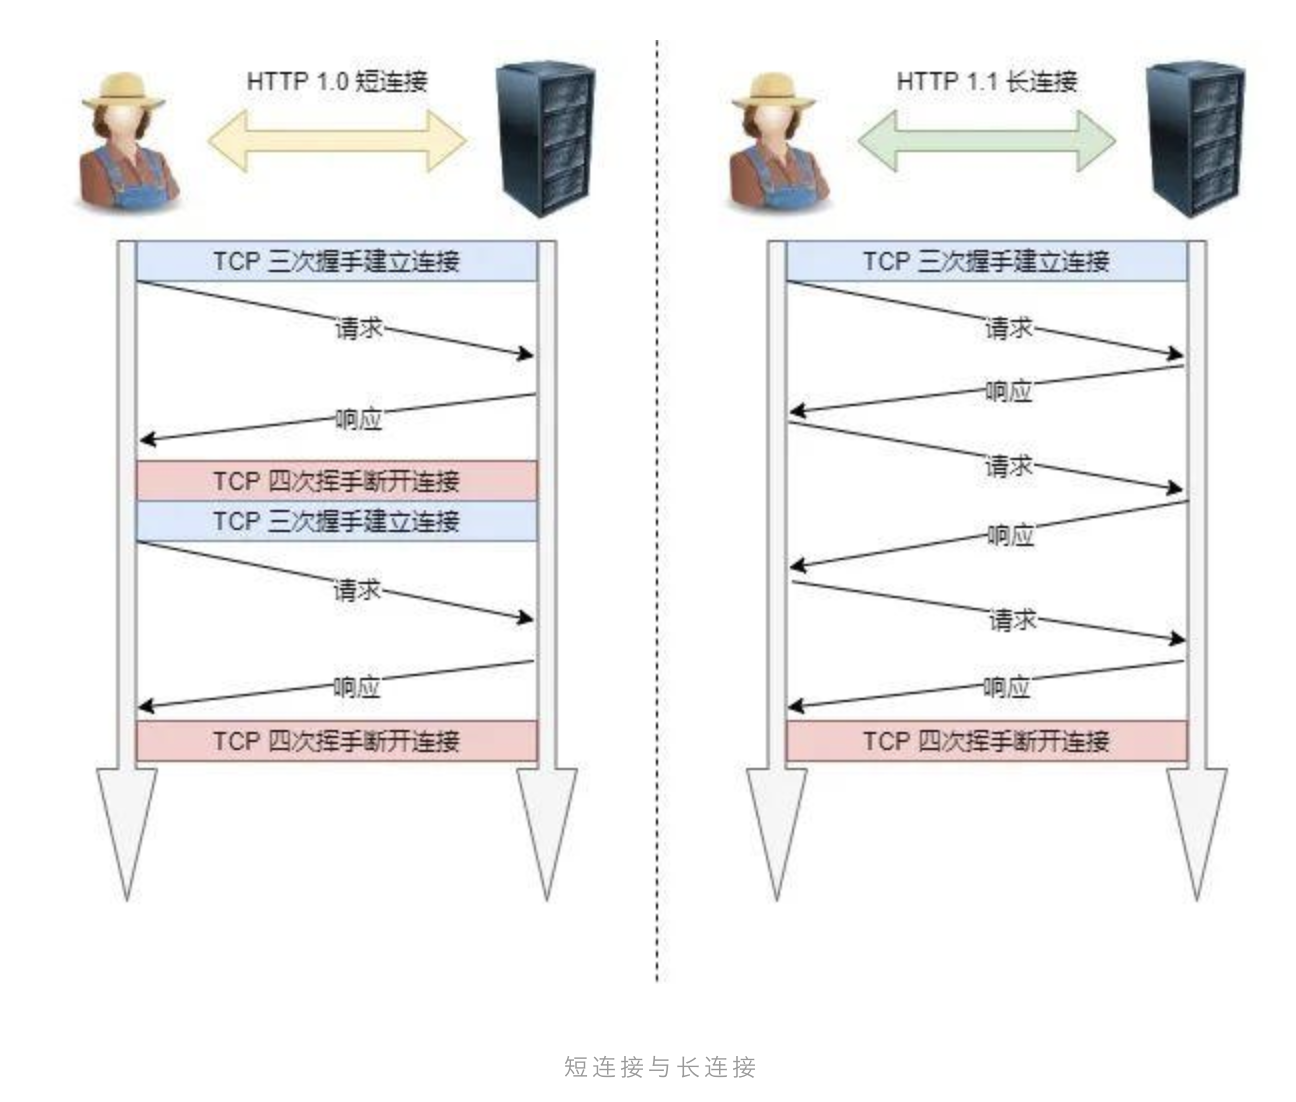 HTTP 1.0 短连接
TCP 三次握手建立连接
请求
响应
TCP 四次挥手断开连接
TCP 三次握手建立连接
请求
响应
TCP 四次挥手断开连接
HTTP 1.1 长连接
TCP 三次握手建立连接
请求
响应
请求
响应
请求
响应
TCP 四次挥手断开连接
短连接与长连接